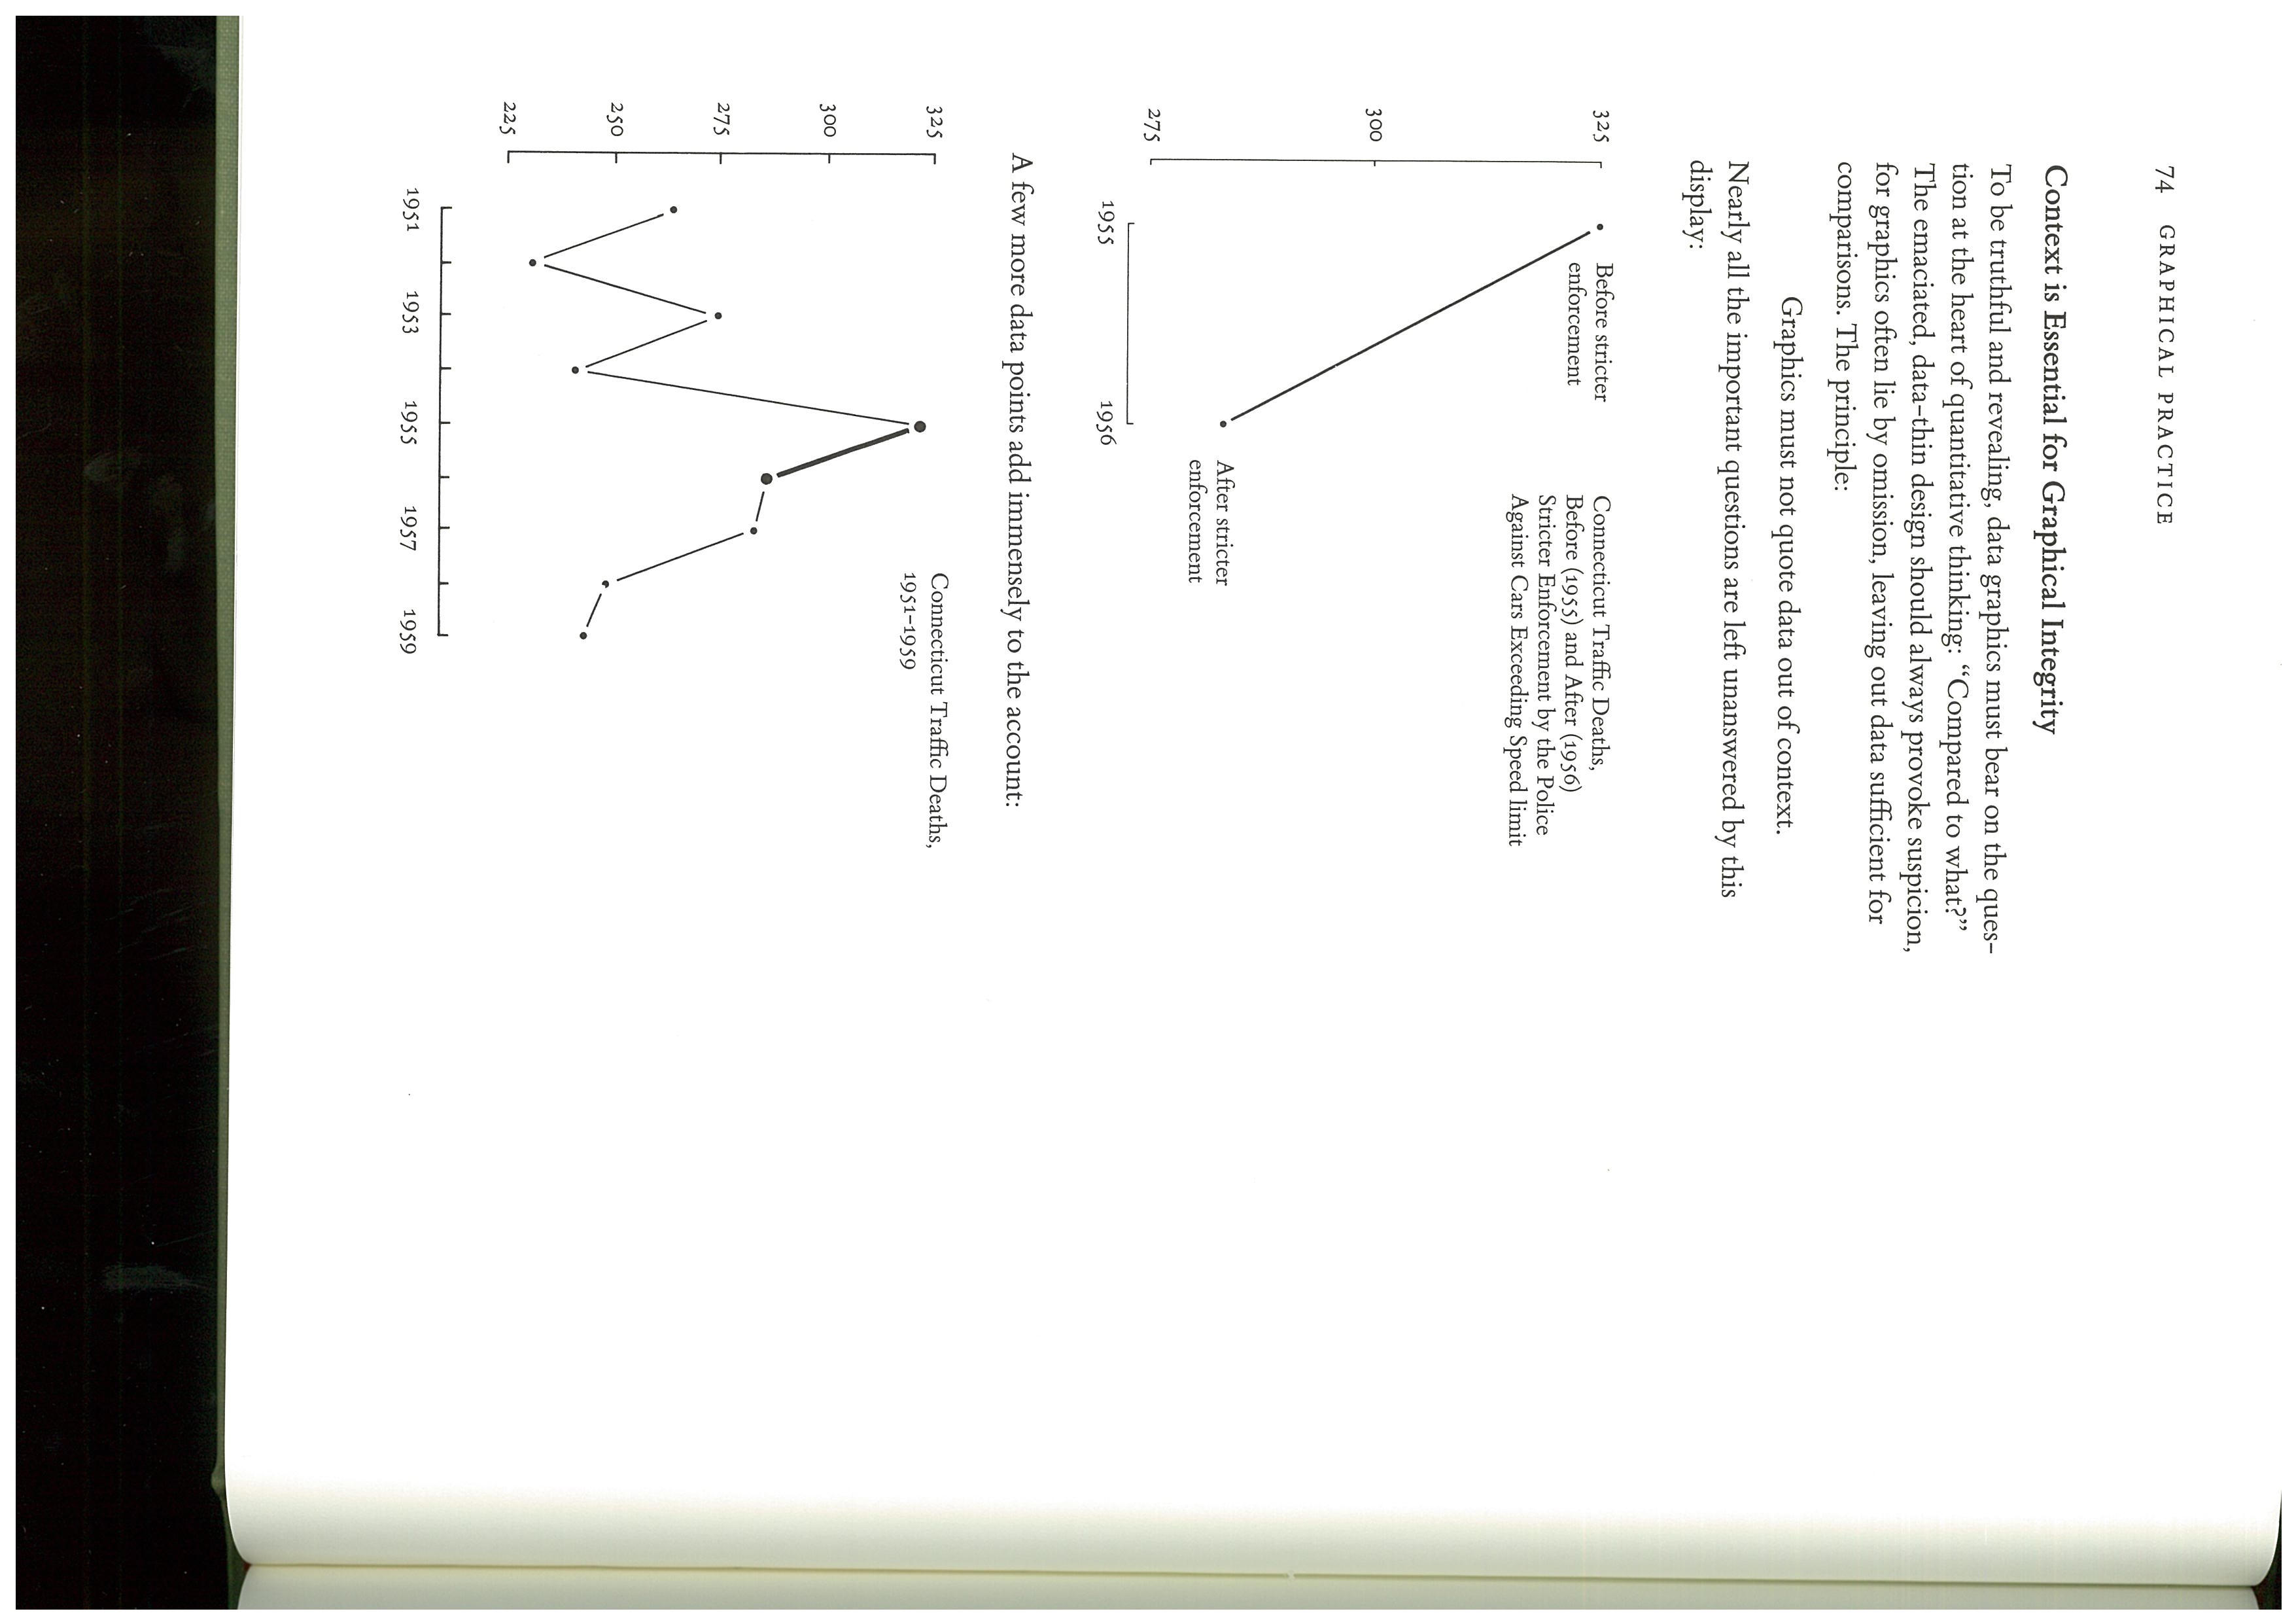 74 GRAPHICAL PRACTICE
Context is Essential for Graphical Integrity
To be truthful and revealing, data graphics must bear on the ques-
tion at the heart of quantitative thinking: “Compared to what?”
The emaciated, data-thin design should always provoke suspicion,
for graphics often lie by omission, leaving out data sufficient for
comparisons. The principle:
Graphics must not quote data out of context.
Nearly all the important questions are left unanswered by this
display:
325
Before stricter
enforcement
Connecticut Traffic Deaths,
Before (1955) and After (1956)
Stricter Enforcement by the Police
Against Cars Exceeding Speed limit
300
After stricter
enforcement
275
1955 1956
A few more data points add immensely to the account:
325
Connecticut Traffic Deaths,
1951–1959
300
275
250
225
1951 1953 1955 1957 1959